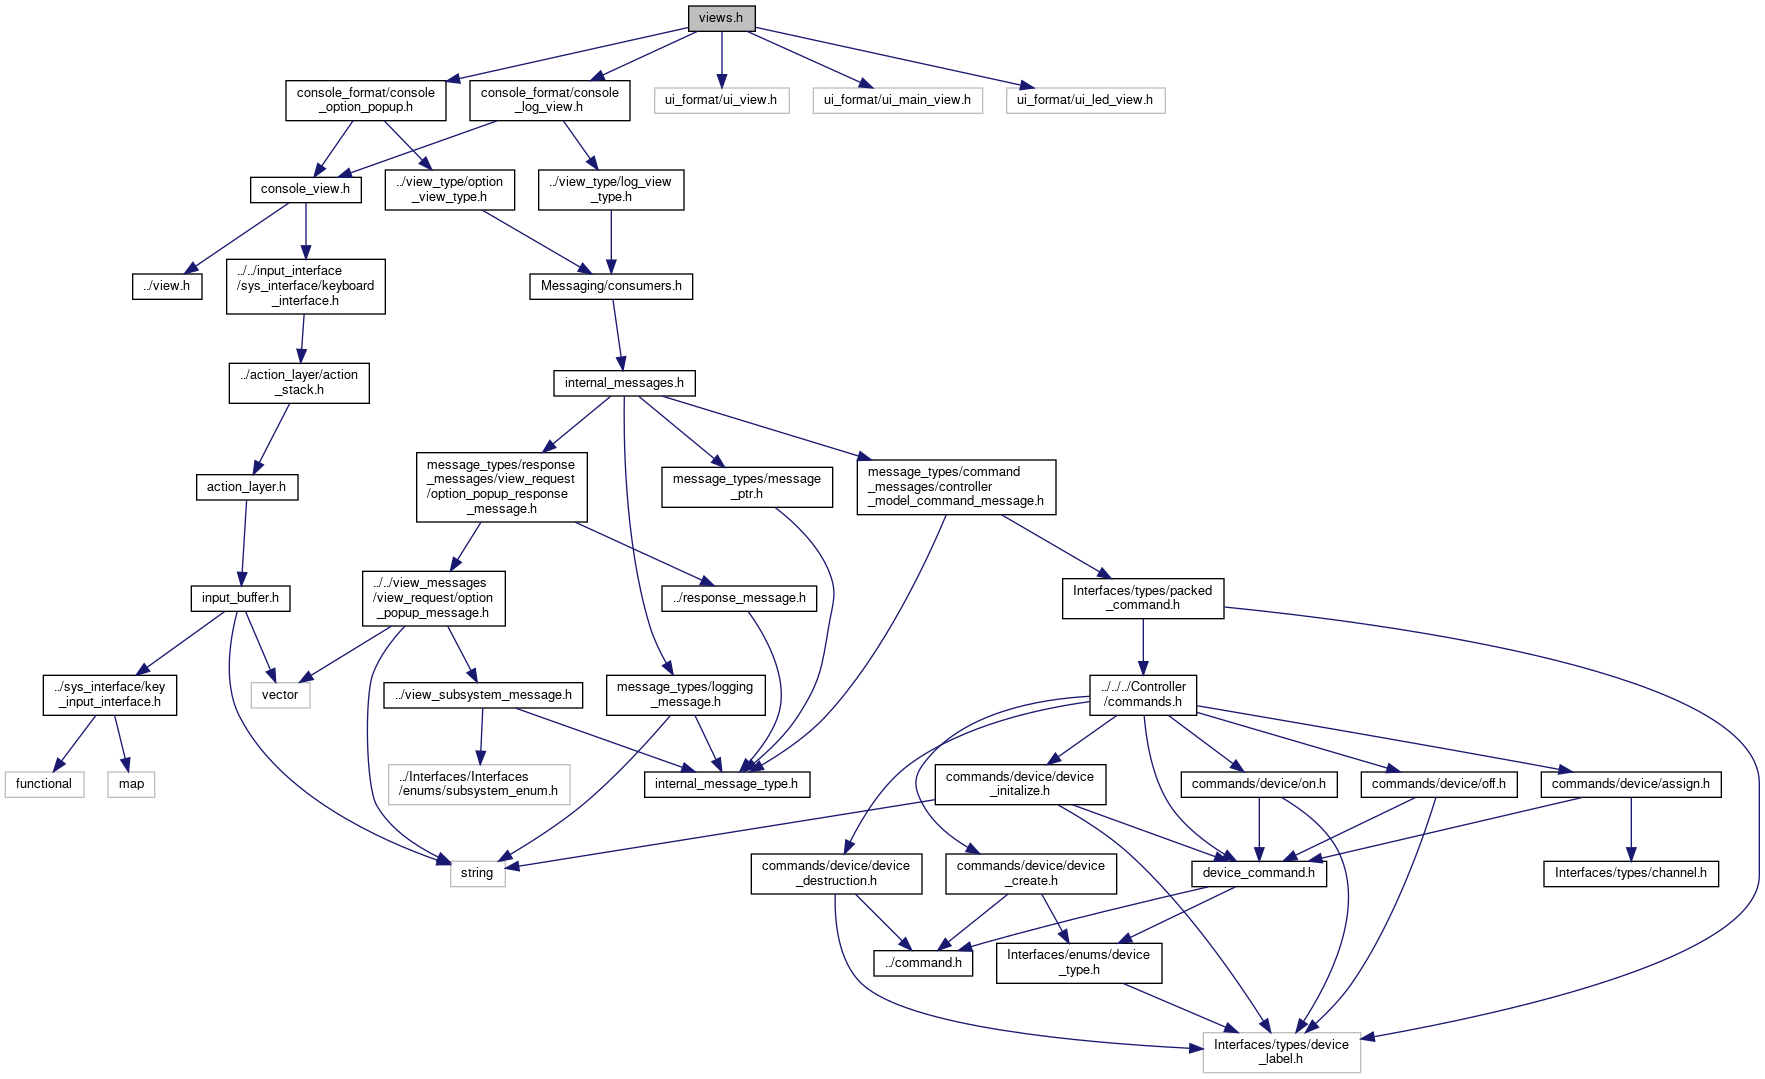 views.h
console_format/console
_option_popup.h
console_format/console
_log_view.h
ui_format/ui_view.h
ui_format/ui_main_view.h
ui_format/ui_led_view.h
console_view.h
../view_type/option
_view_type.h
../view_type/log_view
_type.h
../view.h
../../input_interface
/sys_interface/keyboard
_interface.h
Messaging/consumers.h
../action_layer/action
_stack.h
internal_messages.h
action_layer.h
message_types/response
_messages/view_request
/option_popup_response
_message.h
message_types/message
_ptr.h
message_types/command
_messages/controller
_model_command_message.h
input_buffer.h
../../view_messages
/view_request/option
_popup_message.h
../response_message.h
Interfaces/types/packed
_command.h
../sys_interface/key
_input_interface.h
vector
../view_subsystem_message.h
message_types/logging
_message.h
../../../Controller
/commands.h
functional
map
../Interfaces/Interfaces
/enums/subsystem_enum.h
internal_message_type.h
commands/device/device
_initalize.h
commands/device/on.h
commands/device/off.h
commands/device/assign.h
string
commands/device/device
_destruction.h
commands/device/device
_create.h
device_command.h
Interfaces/types/channel.h
../command.h
Interfaces/enums/device
_type.h
Interfaces/types/device
_label.h